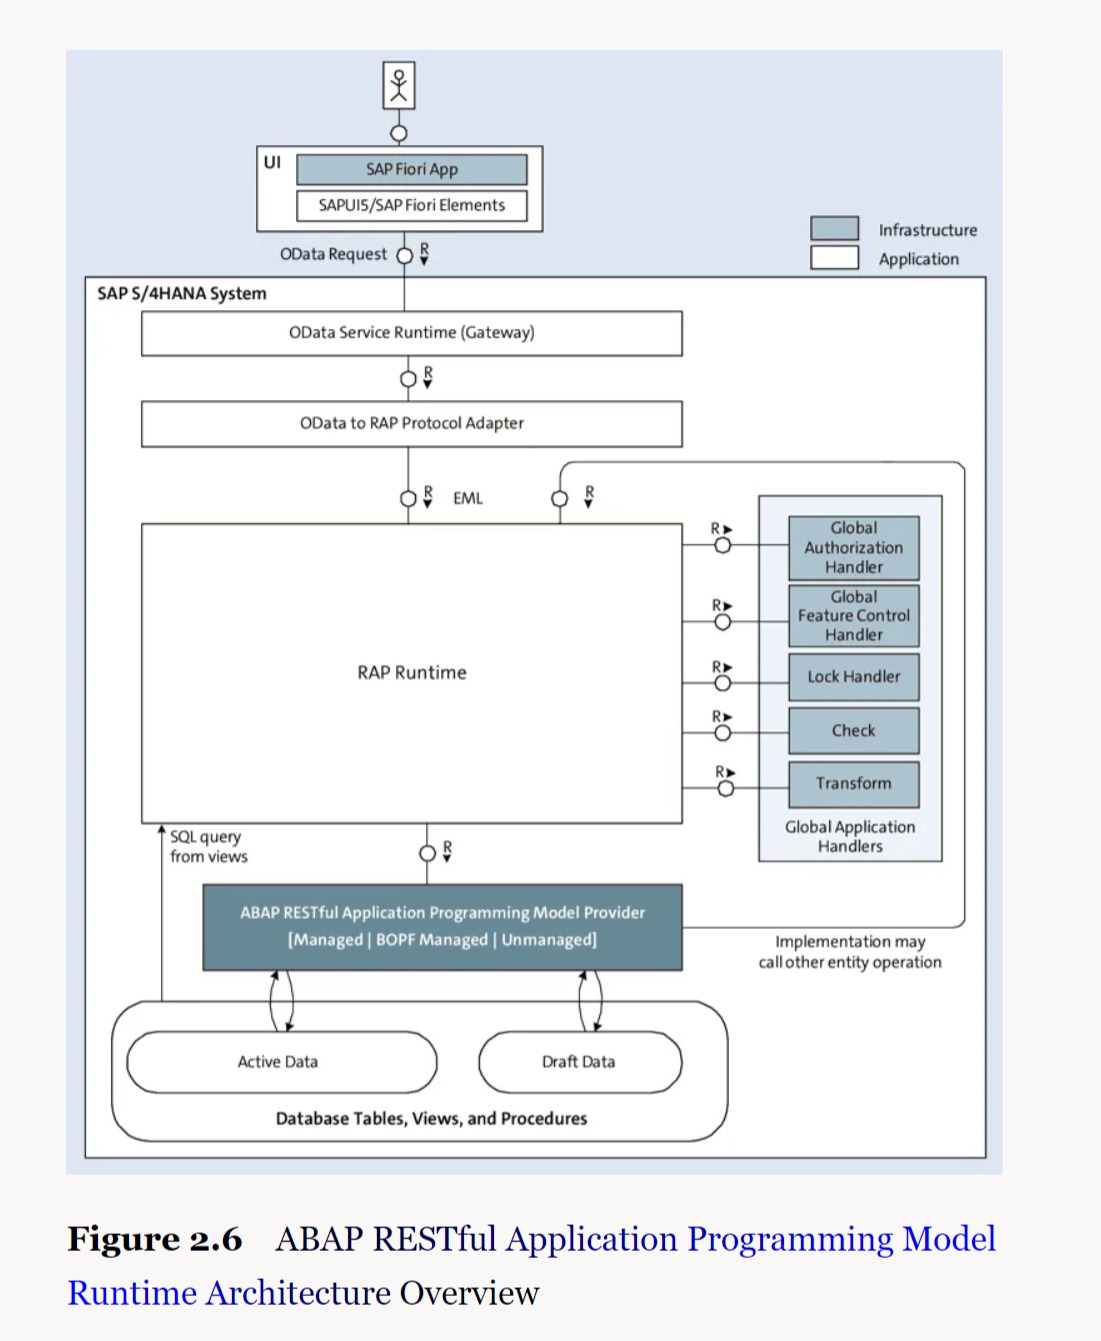 UI
SAP Fiori App
SAPUI5/SAP Fiori Elements
OData Request
R
Infrastructure
Application
SAP S/4HANA System
OData Service Runtime (Gateway)
R
OData to RAP Protocol Adapter
R
EML
R
RAP Runtime
R
Global
Authorization
Handler
R
Global
Feature Control
Handler
R
Lock Handler
R
Check
R
Transform
Global Application
Handlers
SQL query
from views
R
ABAP RESTful Application Programming Model Provider
[Managed | BOPF Managed | Unmanaged]
Implementation may
call other entity operation
Active Data
Draft Data
Database Tables, Views, and Procedures
Figure 2.6 ABAP RESTful Application Programming Model
Runtime Architecture Overview